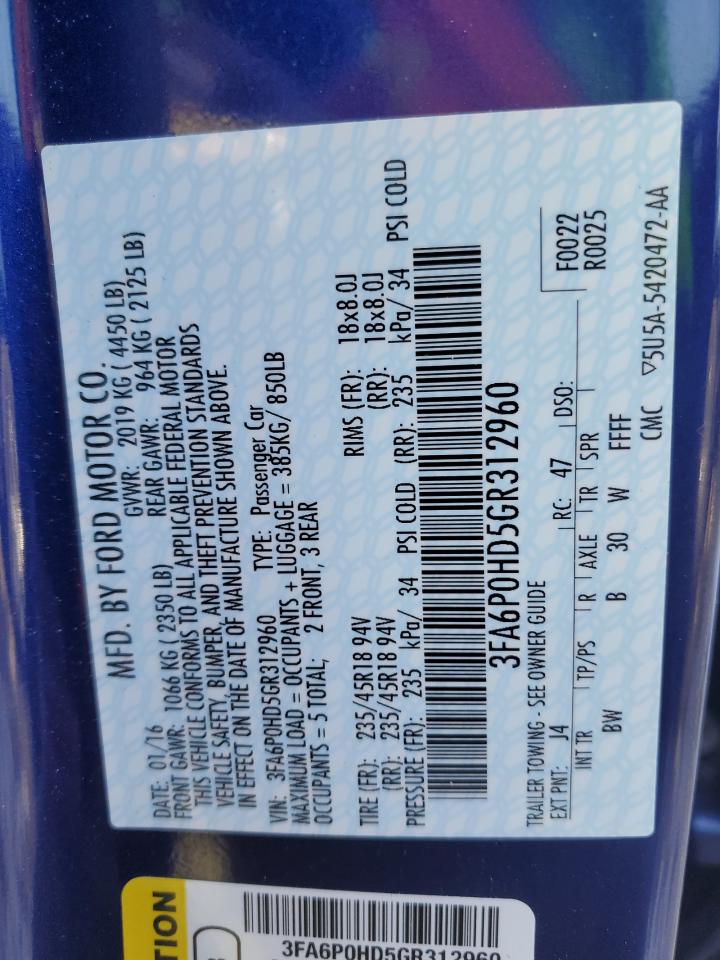 MFD. BY FORD MOTOR CO.
DATE: 01/16 GVWR: 2019 KG ( 4450 LB)
FRONT GAWR: 1066 KG ( 2350 LB) REAR GAWR: 964 KG ( 2125 LB)
THIS VEHICLE CONFORMS TO ALL APPLICABLE FEDERAL MOTOR
VEHICLE SAFETY, BUMPER, AND THEFT PREVENTION STANDARDS
IN EFFECT ON THE DATE OF MANUFACTURE SHOWN ABOVE.
VIN: 3FA6P0HD5GR312960 TYPE: Passenger Car
MAXIMUM LOAD = OCCUPANTS + LUGGAGE = 385KG/ 850LB
OCCUPANTS = 5 TOTAL; 2 FRONT, 3 REAR
TIRE (FR): 235/45R18 94V RIMS (FR): 18x8.0J
(RR): 235/45R18 94V (RR): 18x8.0J
PRESSURE (FR): 235 kPa/ 34 PSI COLD (RR): 235 kPa/ 34 PSI COLD
3FA6P0HD5GR312960
TRAILER TOWING - SEE OWNER GUIDE
F0022
EXT PNT: J4 RC: 47 DSO:
R0025
INT TR TP/PS R AXLE TR SPR
BW B 30 W FFFF
CMC ▽5U5A-5420472-AA
TION
3FA6P0HD5GR312960